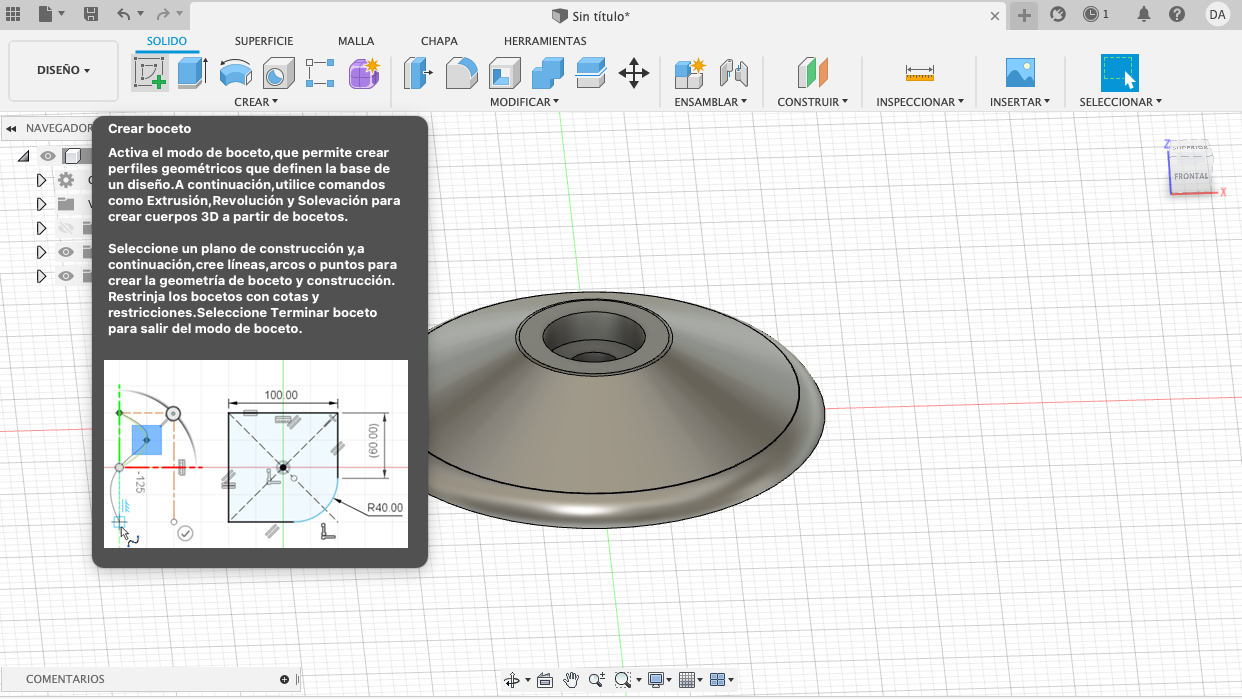 Sin título*
1
DA
DISEÑO
SOLIDO SUPERFICIE MALLA CHAPA HERRAMIENTAS
CREAR MODIFICAR ENSAMBLAR CONSTRUIR INSPECCIONAR INSERTAR SELECCIONAR
NAVEGADOR
Crear boceto
Activa el modo de boceto,que permite crear
perfiles geométricos que definen la base de
un diseño.A continuación,utilice comandos
como Extrusión,Revolución y Solevación para
crear cuerpos 3D a partir de bocetos.
Seleccione un plano de construcción y,a
continuación,cree líneas,arcos o puntos para
crear la geometría de boceto y construcción.
Restrinja los bocetos con cotas y
restricciones.Seleccione Terminar boceto
para salir del modo de boceto.
100.00
(60.00)
-125
R40.00
Z
SUPERIOR
FRONTAL
X
COMENTARIOS